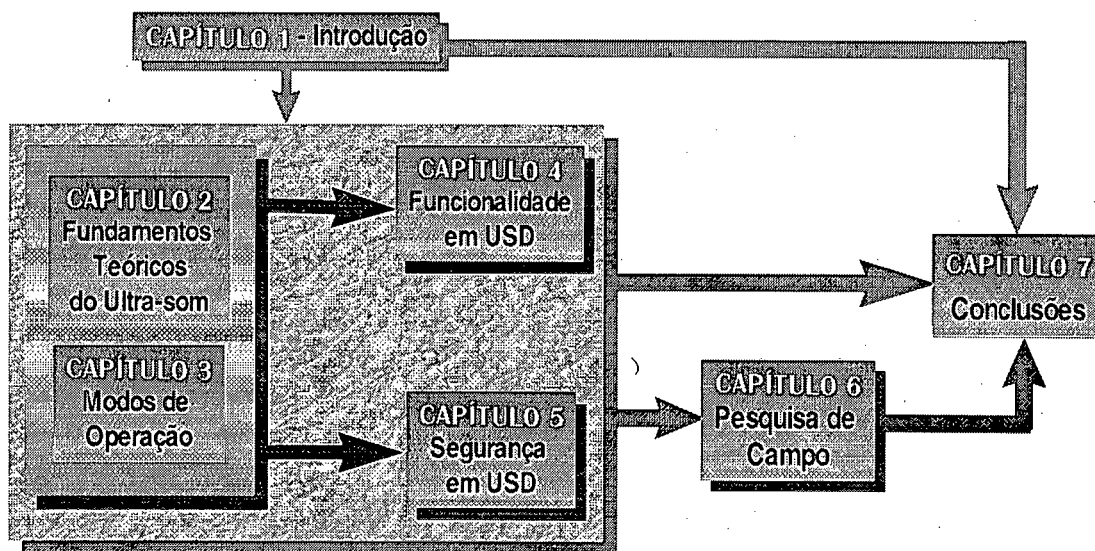 CAPÍTULO 1 - Introdução
CAPÍTULO 2
Fundamentos
Teóricos
do Ultra-som
CAPÍTULO 3
Modos de
Operação
CAPÍTULO 4
Funcionalidade
em USD
CAPÍTULO 5
Segurança
em USD
CAPÍTULO 6
Pesquisa de
Campo
CAPÍTULO 7
Conclusões